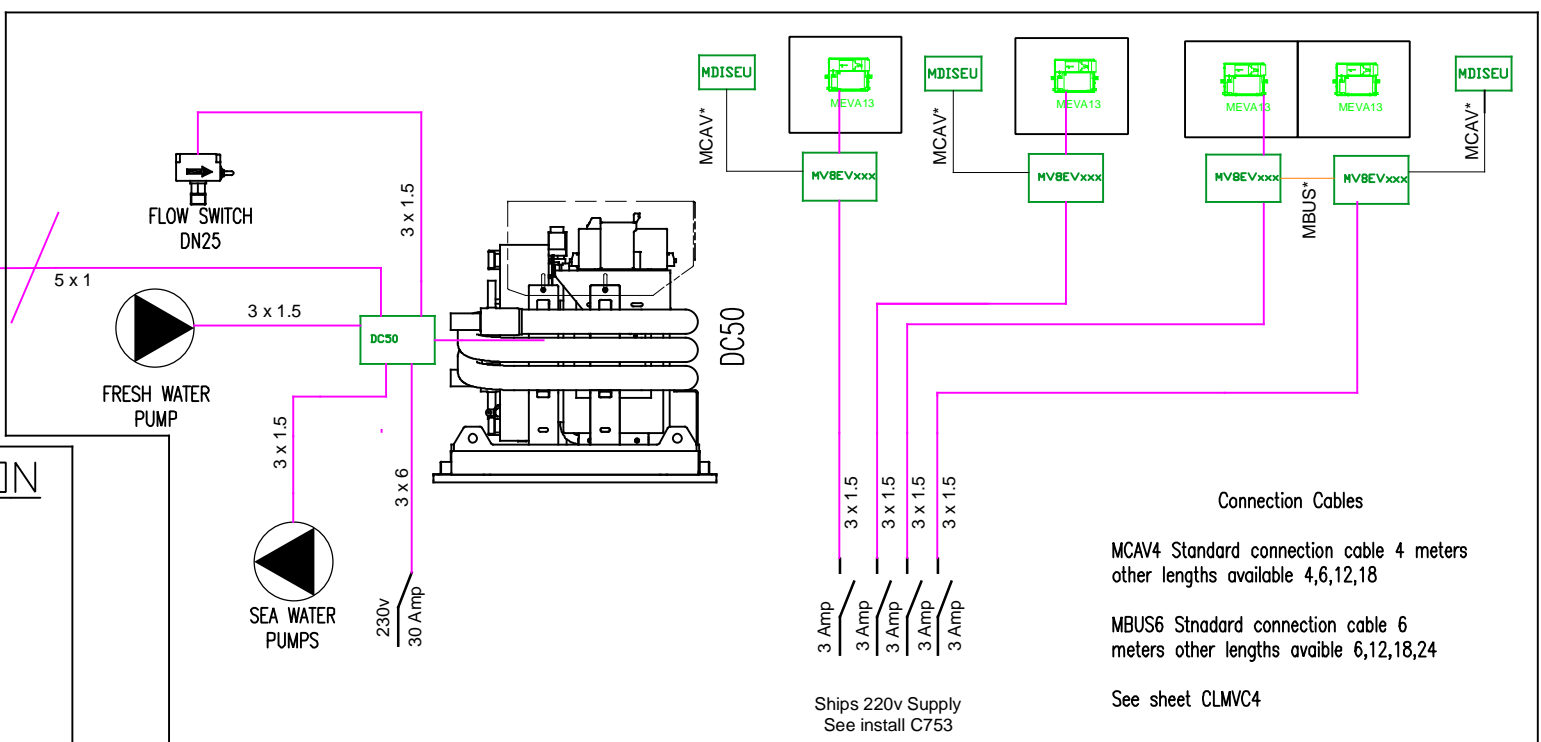 MDISEU
MCAV*
MEVA13
MV8EVxxx
MDISEU
MCAV*
MEVA13
MV8EVxxx
MEVA13
MEVA13
MDISEU
MCAV*
MV8EVxxx
MBUS*
MV8EVxxx
FLOW SWITCH
DN25
3 x 1.5
5 x 1
3 x 1.5
DC50
DC50
FRESH WATER
PUMP
3 x 1.5
3 x 6
SEA WATER
PUMPS
230v
30 Amp
ON
3 x 1.5
3 x 1.5
3 x 1.5
3 x 1.5
3 Amp
3 Amp
3 Amp
3 Amp
3 Amp
Ships 220v Supply
See install C753
Connection Cables
MCAV4 Standard connection cable 4 meters
other lengths available 4,6,12,18
MBUS6 Stnadard connection cable 6
meters other lengths avaible 6,12,18,24
See sheet CLMVC4